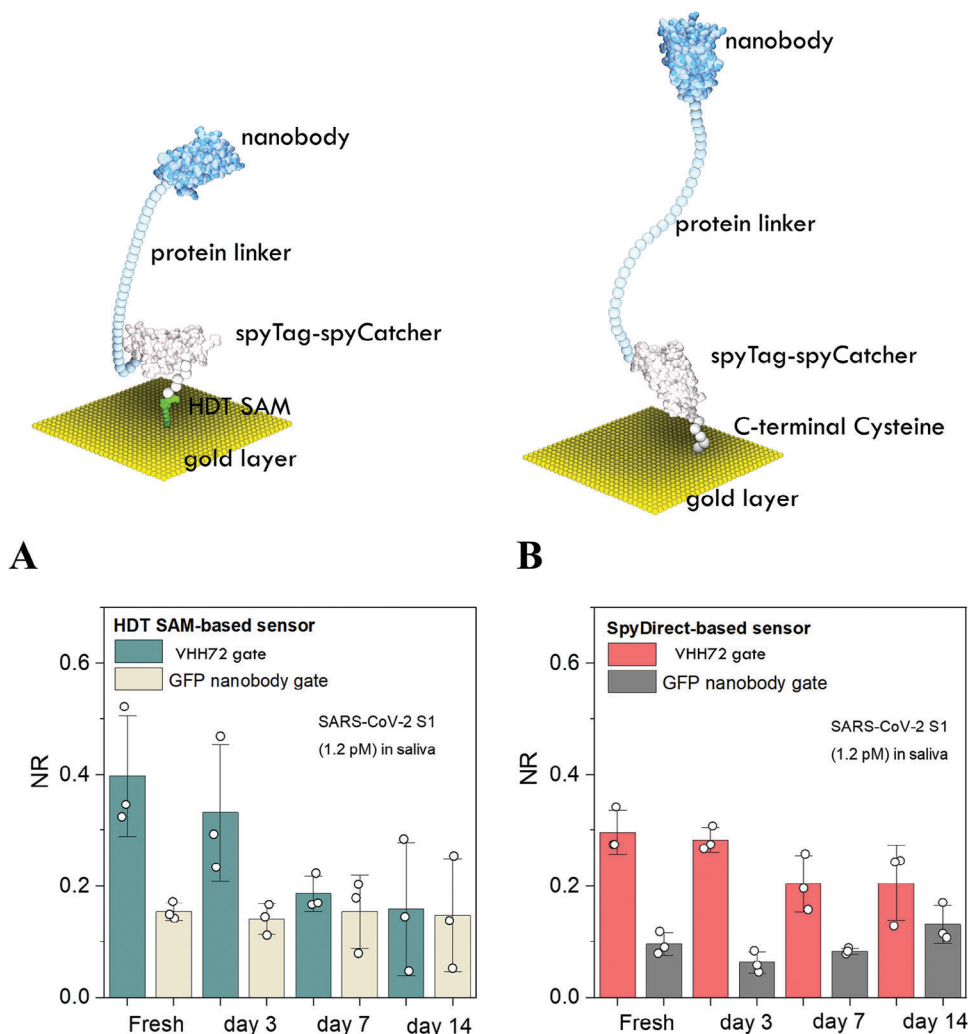 nanobody
protein linker
spyTag-spyCatcher
HDT SAM
gold layer
nanobody
protein linker
spyTag-spyCatcher
C-terminal Cysteine
gold layer
A
B
HDT SAM-based sensor
VHH72 gate
GFP nanobody gate
SARS-CoV-2 S1
(1.2 pM) in saliva
NR
0.6
0.4
0.2
0.0
Fresh day 3 day 7 day 14
SpyDirect-based sensor
VHH72 gate
GFP nanobody gate
SARS-CoV-2 S1
(1.2 pM) in saliva
NR
0.6
0.4
0.2
0.0
Fresh day 3 day 7 day 14